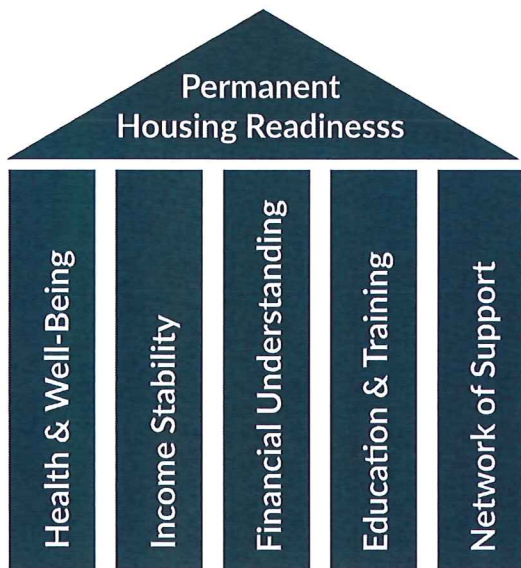 Permanent
Housing Readinesss
Health & Well-Being
Income Stability
Financial Understanding
Education & Training
Network of Support